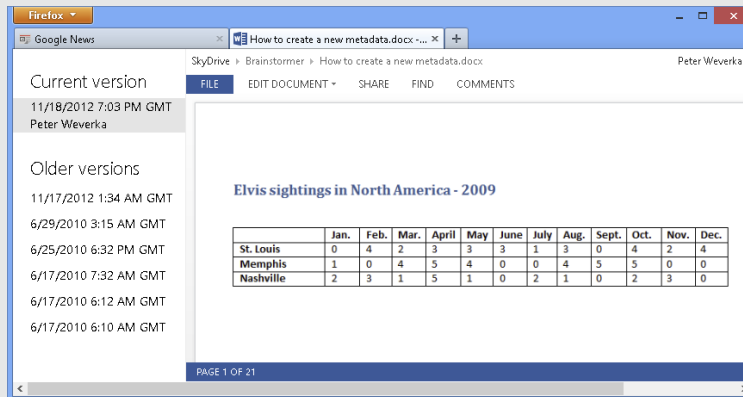 Firefox
Google News
How to create a new metadata.docx -...
SkyDrive Brainstormer How to create a new metadata.docx Peter Weverka
FILE EDIT DOCUMENT SHARE FIND COMMENTS
Current version
11/18/2012 7:03 PM GMT
Peter Weverka
Older versions
11/17/2012 1:34 AM GMT
6/29/2010 3:15 AM GMT
6/25/2010 6:32 PM GMT
6/17/2010 7:32 AM GMT
6/17/2010 6:12 AM GMT
6/17/2010 6:10 AM GMT
Elvis sightings in North America - 2009
Jan. Feb. Mar. April May June July Aug. Sept. Oct. Nov. Dec.
St. Louis 0 4 2 3 3 3 1 3 0 4 2 4
Memphis 1 0 4 5 4 0 0 4 5 5 0 0
Nashville 2 3 1 5 1 0 2 1 0 2 3 0
PAGE 1 OF 21